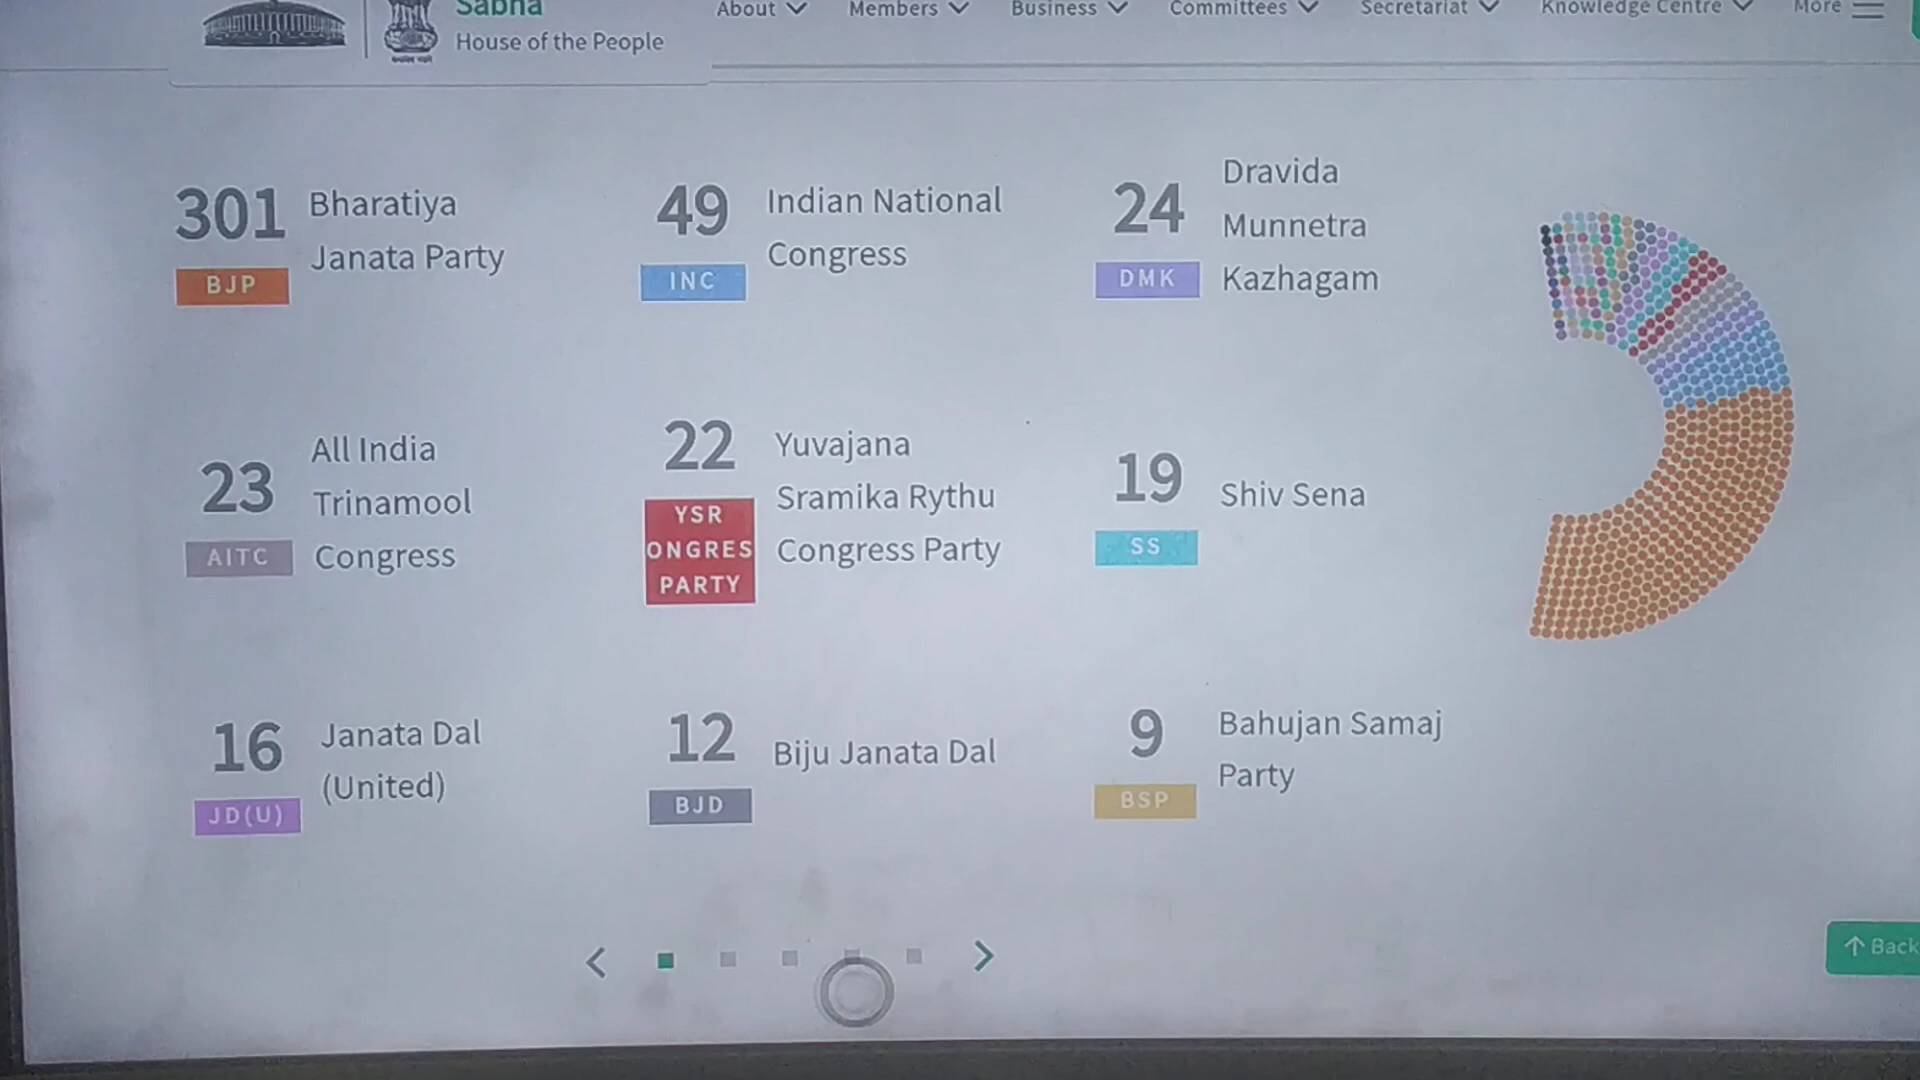 Sabha
House of the People
About
Members
Business
Committees
Secretariat
Knowledge Centre
More
301
BJP
Bharatiya
Janata Party
49
INC
Indian National
Congress
24
DMK
Dravida
Munnetra
Kazhagam
23
AITC
All India
Trinamool
Congress
22
YSR
ONGRES
PARTY
Yuvajana
Sramika Rythu
Congress Party
19
SS
Shiv Sena
16
JD(U)
Janata Dal
(United)
12
BJD
Biju Janata Dal
9
BSP
Bahujan Samaj
Party
Back